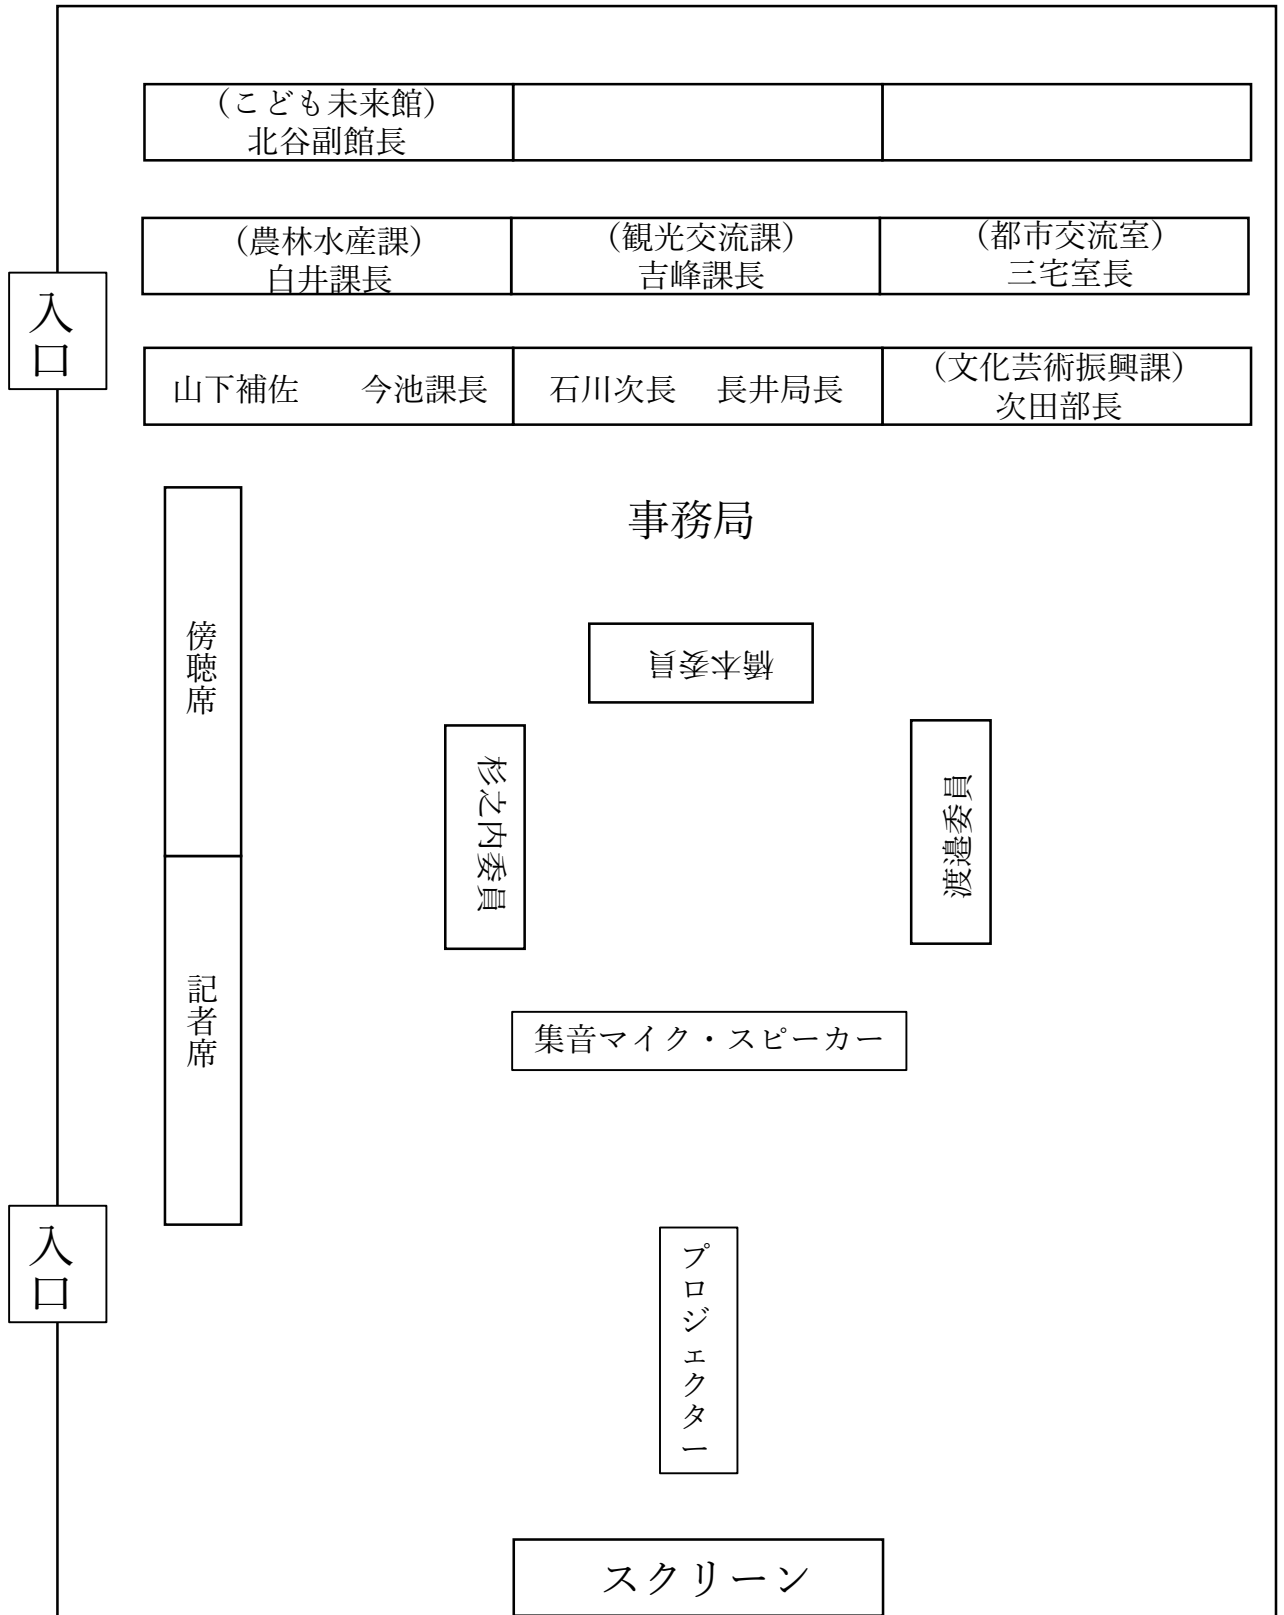 （こども未来館）
北谷副館長
（農林水産課）
白井課長
（観光交流課）
吉峰課長
（都市交流室）
三宅室長
入口
山下補佐　今池課長
石川次長　長井局長
（文化芸術振興課）
次田部長
事務局
傍聴席
橋本委員
杉之内委員
渡邉委員
記者席
集音マイク・スピーカー
入口
プロジェクター
スクリーン